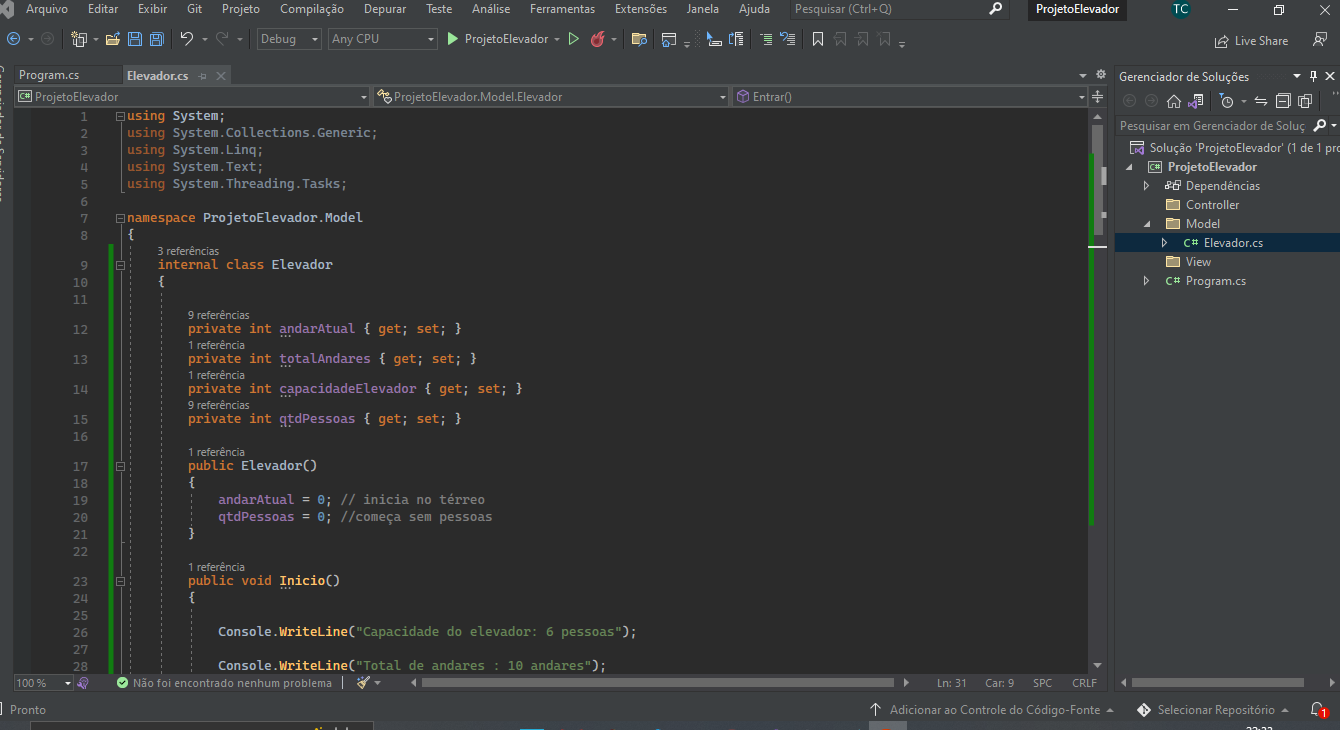 Arquivo Editar Exibir Git Projeto Compilação Depurar Teste Análise Ferramentas Extensões Janela Ajuda Pesquisar (Ctrl+Q) ProjetoElevador TC
Debug Any CPU ProjetoElevador Live Share
Program.cs Elevador.cs
ProjetoElevador ProjetoElevador.Model.Elevador Entrar()
1 using System;
2 using System.Collections.Generic;
3 using System.Linq;
4 using System.Text;
5 using System.Threading.Tasks;
6
7 namespace ProjetoElevador.Model
8 {
3 referências
9 internal class Elevador
10 {
11
9 referências
12 private int andarAtual { get; set; }
1 referência
13 private int totalAndares { get; set; }
1 referência
14 private int capacidadeElevador { get; set; }
9 referências
15 private int qtdPessoas { get; set; }
16
1 referência
17 public Elevador()
18 {
19 andarAtual = 0; // inicia no térreo
20 qtdPessoas = 0; //começa sem pessoas
21 }
22
1 referência
23 public void Inicio()
24 {
25
26 Console.WriteLine("Capacidade do elevador: 6 pessoas");
27
28 Console.WriteLine("Total de andares : 10 andares");
100 % Não foi encontrado nenhum problema Ln: 31 Car: 9 SPC CRLF
Gerenciador de Soluções
Pesquisar em Gerenciador de Soluç
Solução 'ProjetoElevador' (1 de 1 pro
C# ProjetoElevador
Dependências
Controller
Model
C# Elevador.cs
View
C# Program.cs
Pronto Adicionar ao Controle do Código-Fonte Selecionar Repositório 1